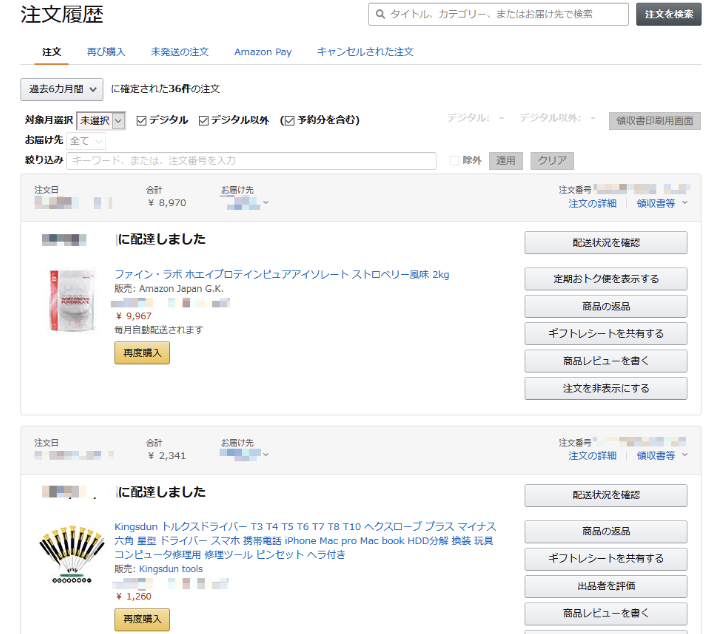 注文履歴
タイトル、カテゴリー、またはお届け先で検索
注文を検索
注文 再び購入 未発送の注文 Amazon Pay キャンセルされた注文
過去6カ月間 に確定された36件の注文
対象月選択 未選択 デジタル デジタル以外 (予約分を含む)
デジタル: - デジタル以外: - 領収書印刷用画面
お届け先 全て
絞り込み キーワード、または、注文番号を入力 除外 適用 クリア
注文日 合計 お届け先 注文番号
¥ 8,970 注文の詳細 領収書等
に配達しました
配送状況を確認
ファイン・ラボ ホエイプロテインピュアアイソレート ストロベリー風味 2kg
販売: Amazon Japan G.K.
¥ 9,967
毎月自動配送されます
再度購入
定期おトク便を表示する
商品の返品
ギフトレシートを共有する
商品レビューを書く
注文を非表示にする
注文日 合計 お届け先 注文番号
¥ 2,341 注文の詳細 領収書等
に配達しました
配送状況を確認
Kingsdun トルクスドライバー T3 T4 T5 T6 T7 T8 T10 ヘクスローブ プラス マイナス
六角 星型 ドライバー スマホ 携帯電話 iPhone Mac pro Mac book HDD分解 換装 玩具
コンピュータ修理用 修理ツール ピンセット ヘラ付き
販売: Kingsdun tools
¥ 1,260
再度購入
商品の返品
ギフトレシートを共有する
出品者を評価
商品レビューを書く